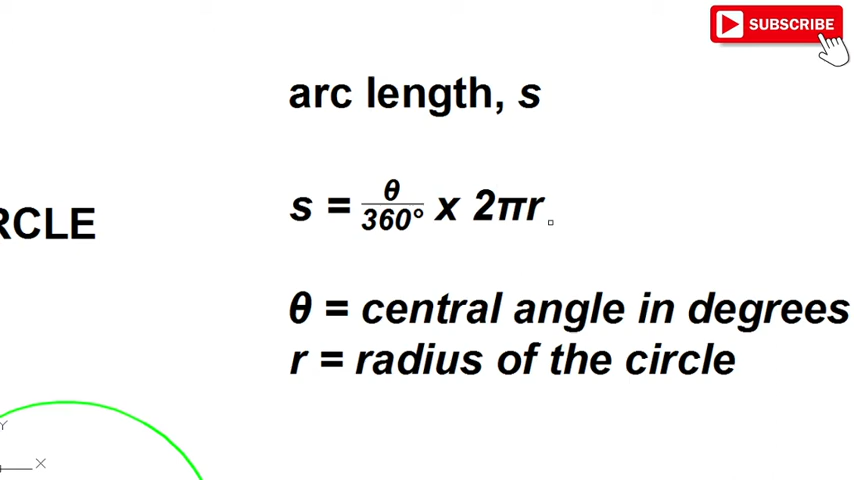 SUBSCRIBE
arc length, s
s = θ/360° x 2πr
RCLE
θ = central angle in degrees
r = radius of the circle
Y
X